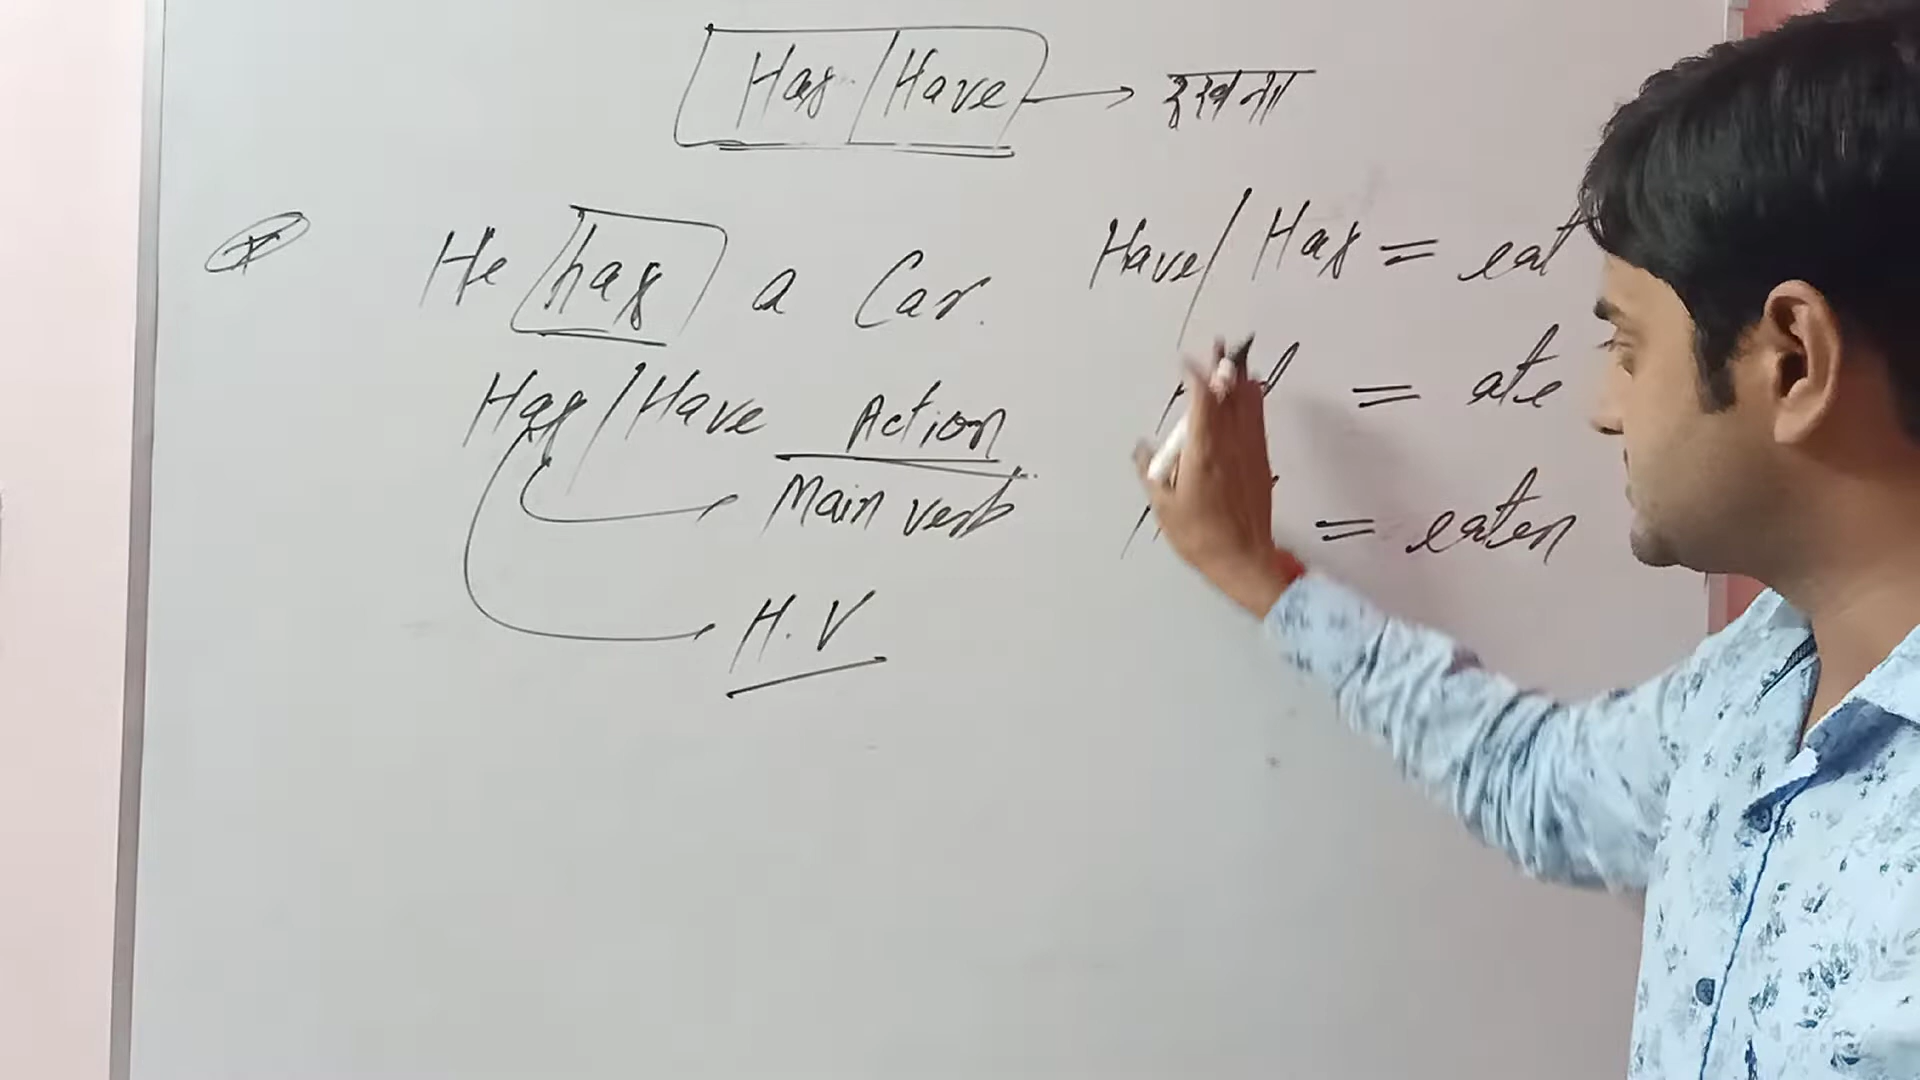 Has / Have → रखना
He has a Car.
Has / Have Action
Main verb
H.V
Have / Has = eat
= ate
= eaten